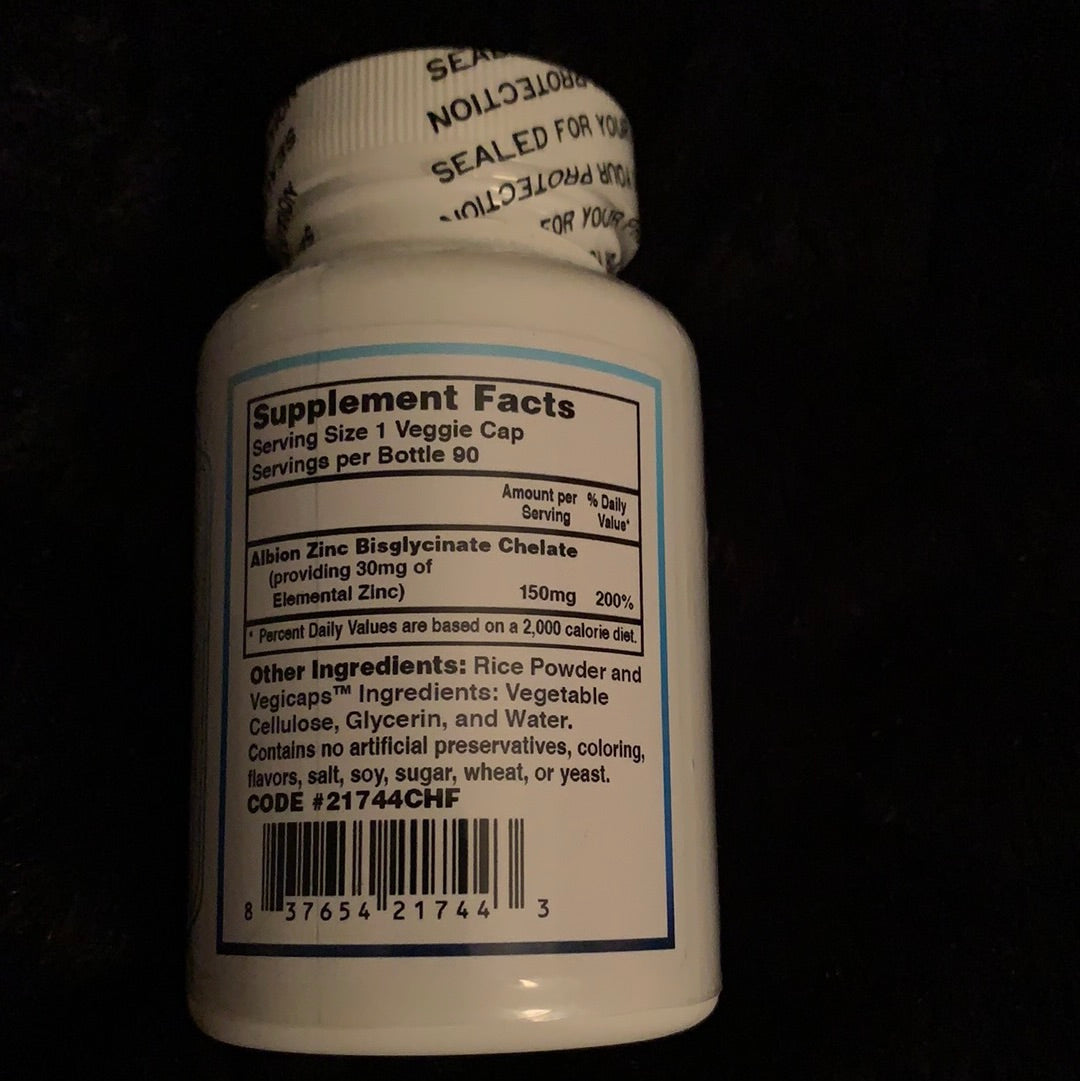 SEALED FOR YOUR
PROTECTION
FOR YOUR
YOUR PROTECTION
Supplement Facts
Serving Size 1 Veggie Cap
Servings per Bottle 90
Amount per % Daily
Serving Value*
Albion Zinc Bisglycinate Chelate
(providing 30mg of
Elemental Zinc) 150mg 200%
* Percent Daily Values are based on a 2,000 calorie diet.
Other Ingredients: Rice Powder and
Vegicaps™ Ingredients: Vegetable
Cellulose, Glycerin, and Water.
Contains no artificial preservatives, coloring,
flavors, salt, soy, sugar, wheat, or yeast.
CODE #21744CHF
8 37654 21744 3